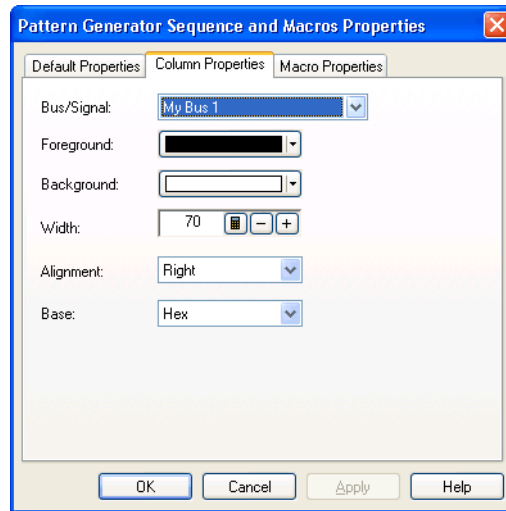 Pattern Generator Sequence and Macros Properties
Default Properties Column Properties Macro Properties
Bus/Signal: My Bus 1
Foreground:
Background:
Width: 70
Alignment: Right
Base: Hex
OK Cancel Apply Help